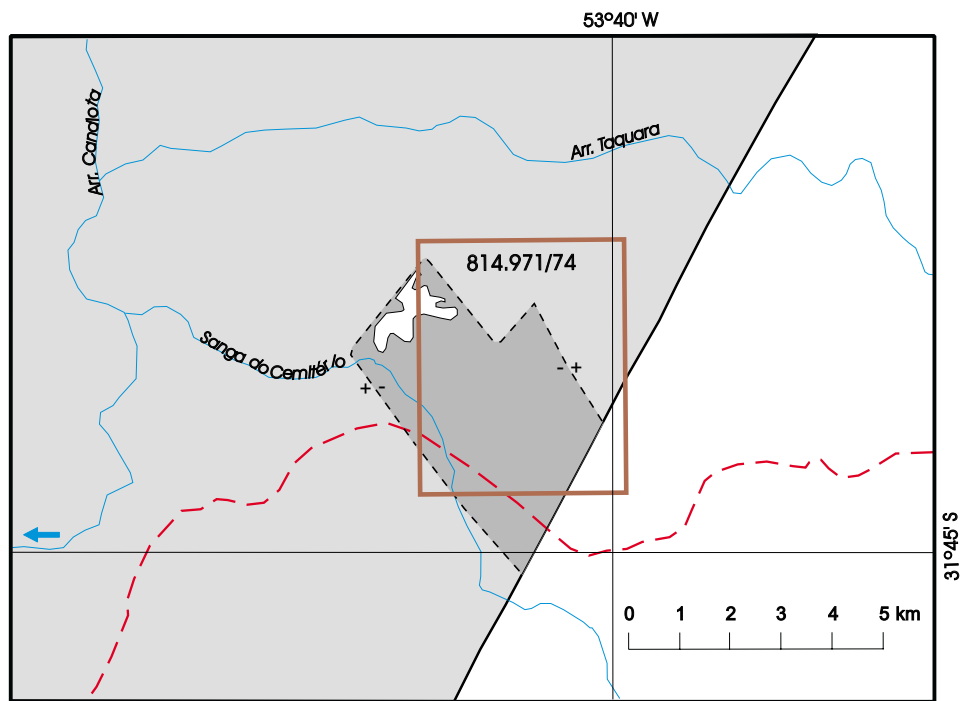 53°40' W
Arr. Candiota
Arr. Taquara
814.971/74
Sanga do Cemitério
- +
+ -
31°45' S
0 1 2 3 4 5 km